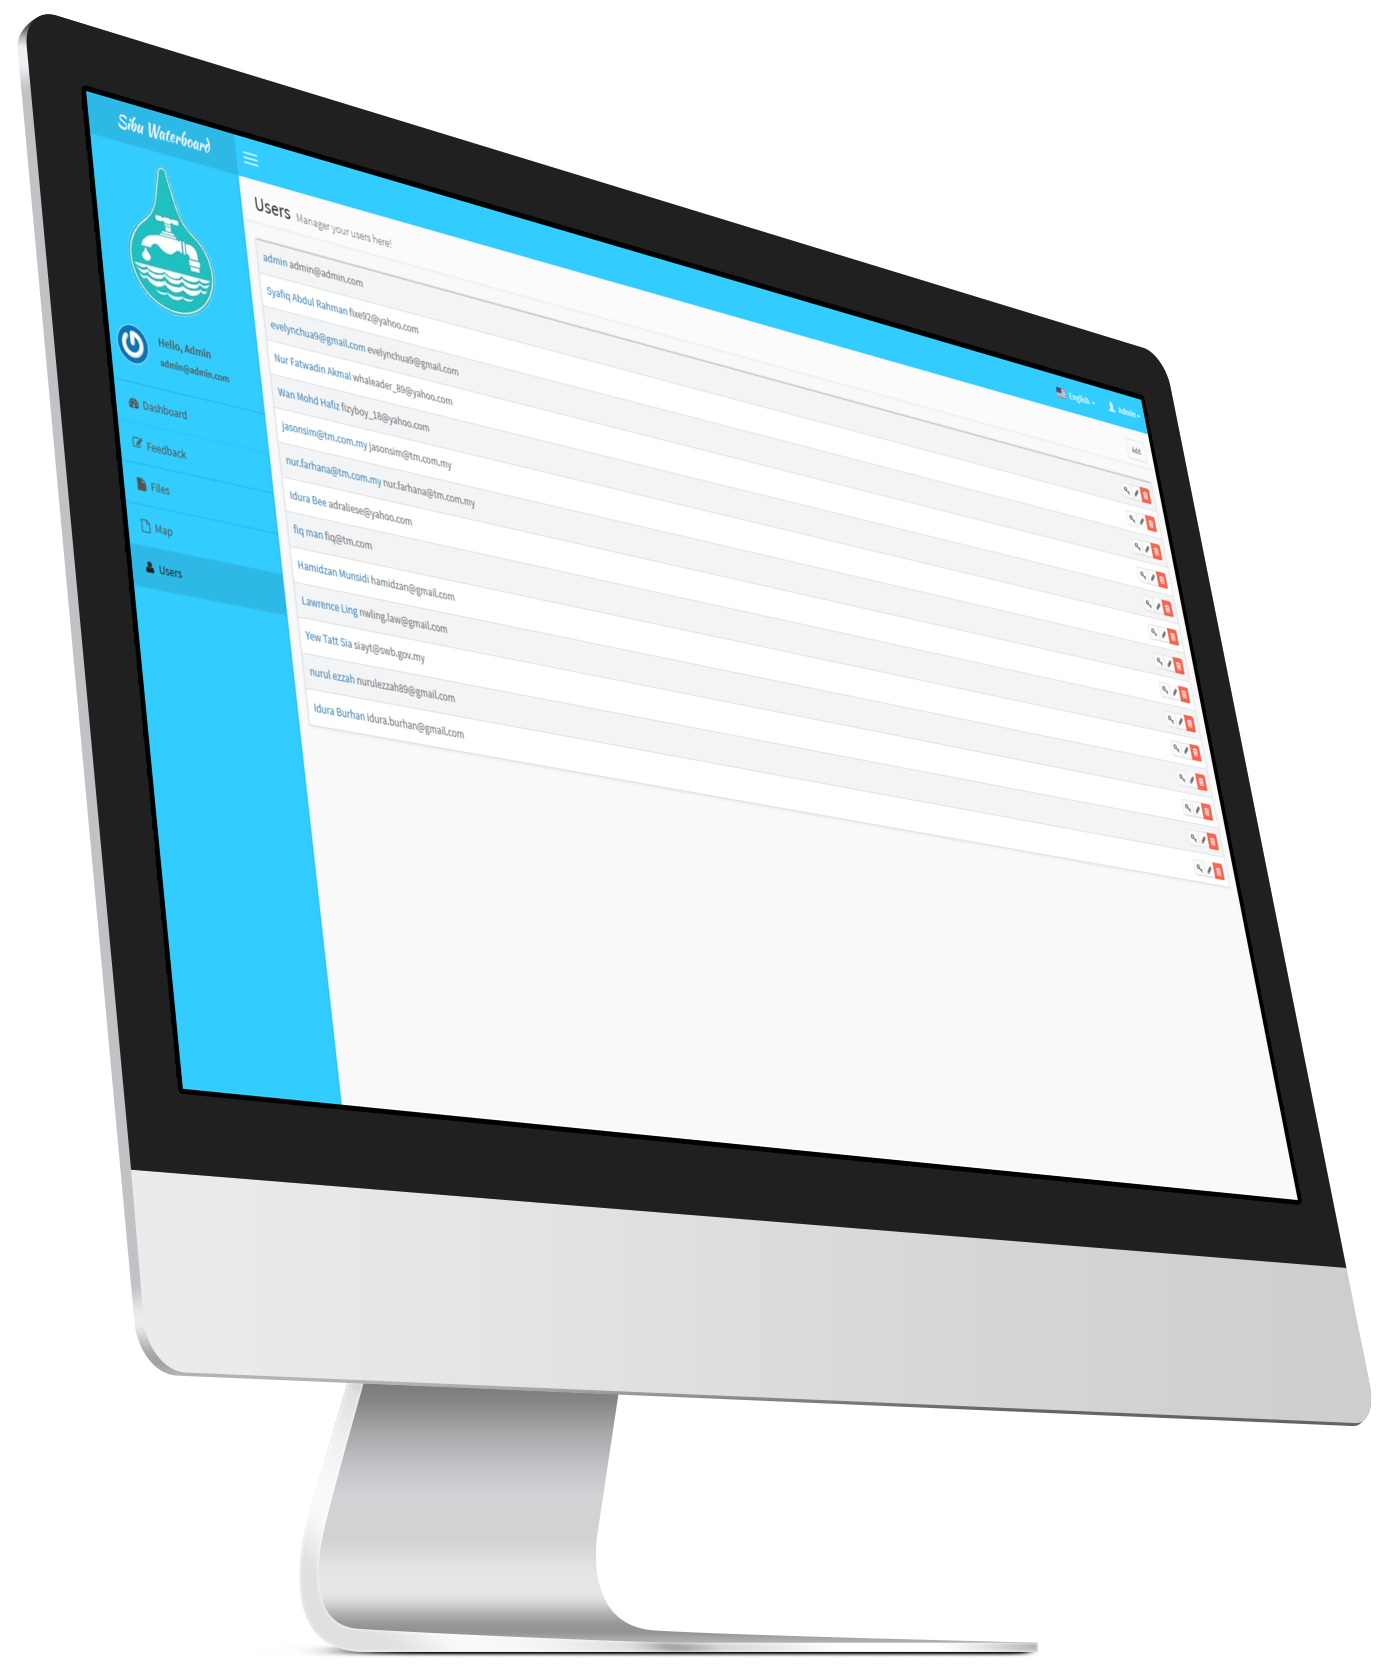 Sibu Waterboard
Hello, Admin
admin@admin.com
Dashboard
Feedback
Files
Map
Users
English
Admin
Users Manager your users here!
Add
admin admin@admin.com
Syafiq Abdul Rahman fixe92@yahoo.com
evelynchua9@gmail.com evelynchua9@gmail.com
Nur Fatwadin Akmal whaleader_89@yahoo.com
Wan Mohd Hafiz fizyboy_18@yahoo.com
jasonsim@tm.com.my jasonsim@tm.com.my
nur.farhana@tm.com.my nur.farhana@tm.com.my
Idura Bee adraliese@yahoo.com
fiq man fiq@tm.com
Hamidzan Munsidi hamidzan@gmail.com
Lawrence Ling nwling.law@gmail.com
Yew Tatt Sia siayt@swb.gov.my
nurul ezzah nurulezzah89@gmail.com
Idura Burhan idura.burhan@gmail.com